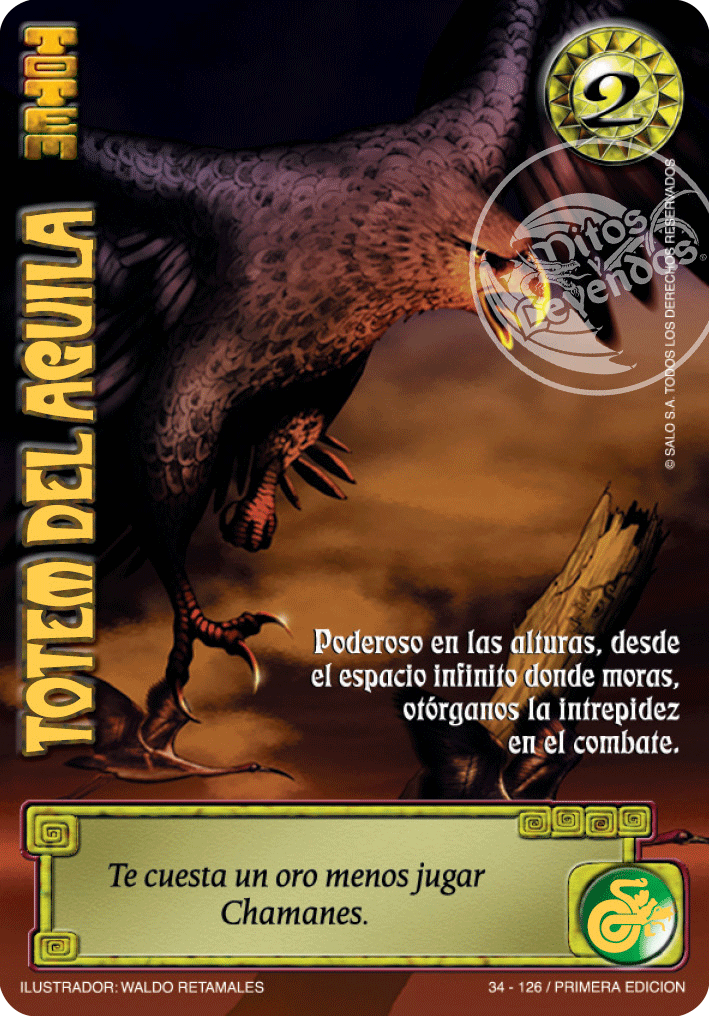 TOTEM
2
TOTEM DEL AGUILA
Mitos
y
Leyendas
®
© SALO S.A. TODOS LOS DERECHOS RESERVADOS
Poderoso en las alturas, desde
el espacio infinito donde moras,
otórganos la intrepidez
en el combate.
Te cuesta un oro menos jugar
Chamanes.
ILUSTRADOR: WALDO RETAMALES
34 - 126 / PRIMERA EDICION